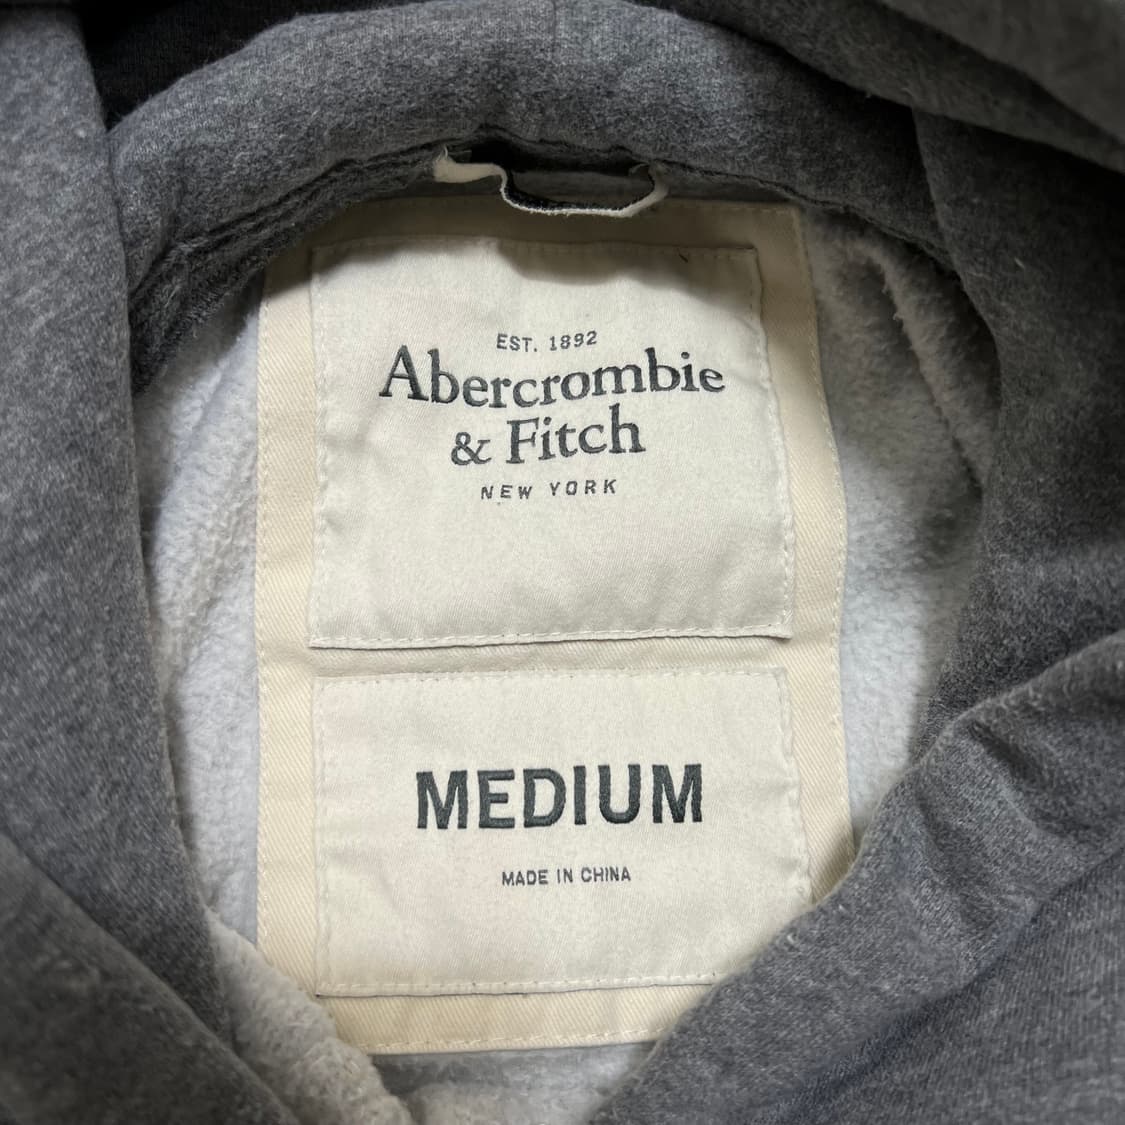 EST. 1892
Abercrombie
& Fitch
NEW YORK
MEDIUM
MADE IN CHINA